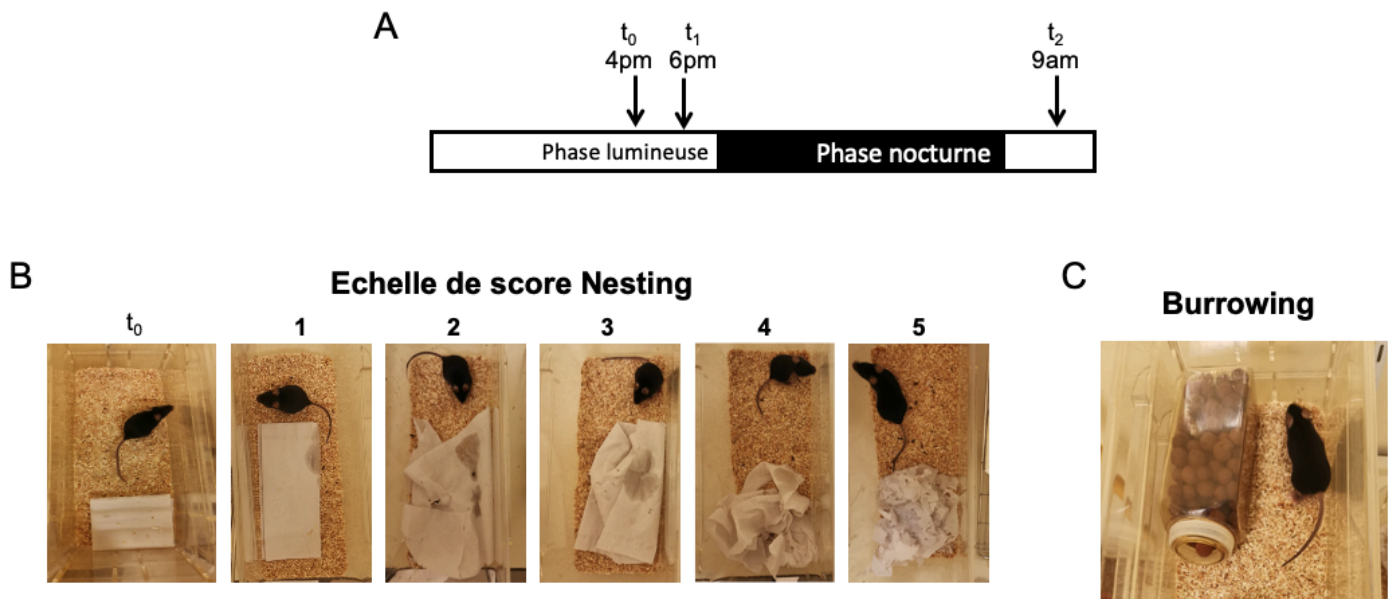 A
t₀ t₁ t₂
4pm 6pm 9am
Phase lumineuse Phase nocturne
B
Echelle de score Nesting
t₀ 1 2 3 4 5
C
Burrowing